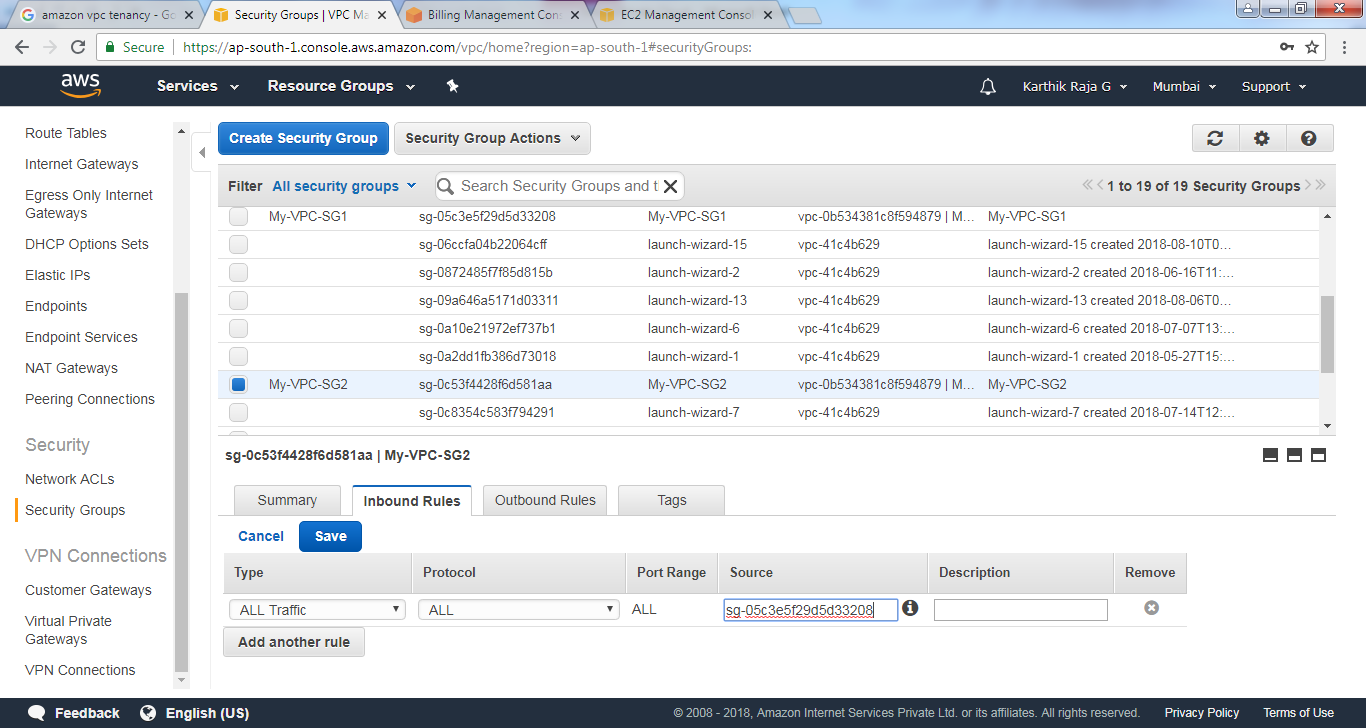 amazon vpc tenancy - Go
Security Groups | VPC Ma
Billing Management Cons
EC2 Management Consol
Secure
https://ap-south-1.console.aws.amazon.com/vpc/home?region=ap-south-1#securityGroups:
aws
Services
Resource Groups
Karthik Raja G
Mumbai
Support
Route Tables
Internet Gateways
Egress Only Internet
Gateways
DHCP Options Sets
Elastic IPs
Endpoints
Endpoint Services
NAT Gateways
Peering Connections
Security
Network ACLs
Security Groups
VPN Connections
Customer Gateways
Virtual Private
Gateways
VPN Connections
Create Security Group
Security Group Actions
Filter All security groups
Search Security Groups and t
1 to 19 of 19 Security Groups
My-VPC-SG1 sg-05c3e5f29d5d33208 My-VPC-SG1 vpc-0b534381c8f594879 | M... My-VPC-SG1
sg-06ccfa04b22064cff launch-wizard-15 vpc-41c4b629 launch-wizard-15 created 2018-08-10T0...
sg-0872485f7f85d815b launch-wizard-2 vpc-41c4b629 launch-wizard-2 created 2018-06-16T11:...
sg-09a646a5171d03311 launch-wizard-13 vpc-41c4b629 launch-wizard-13 created 2018-08-06T0...
sg-0a10e21972ef737b1 launch-wizard-6 vpc-41c4b629 launch-wizard-6 created 2018-07-07T13:...
sg-0a2dd1fb386d73018 launch-wizard-1 vpc-41c4b629 launch-wizard-1 created 2018-05-27T15:...
My-VPC-SG2 sg-0c53f4428f6d581aa My-VPC-SG2 vpc-0b534381c8f594879 | M... My-VPC-SG2
sg-0c8354c583f794291 launch-wizard-7 vpc-41c4b629 launch-wizard-7 created 2018-07-14T12:...
sg-0c53f4428f6d581aa | My-VPC-SG2
Summary
Inbound Rules
Outbound Rules
Tags
Cancel
Save
Type Protocol Port Range Source Description Remove
ALL Traffic ALL ALL sg-05c3e5f29d5d33208
Add another rule
Feedback
English (US)
© 2008 - 2018, Amazon Internet Services Private Ltd. or its affiliates. All rights reserved.
Privacy Policy
Terms of Use